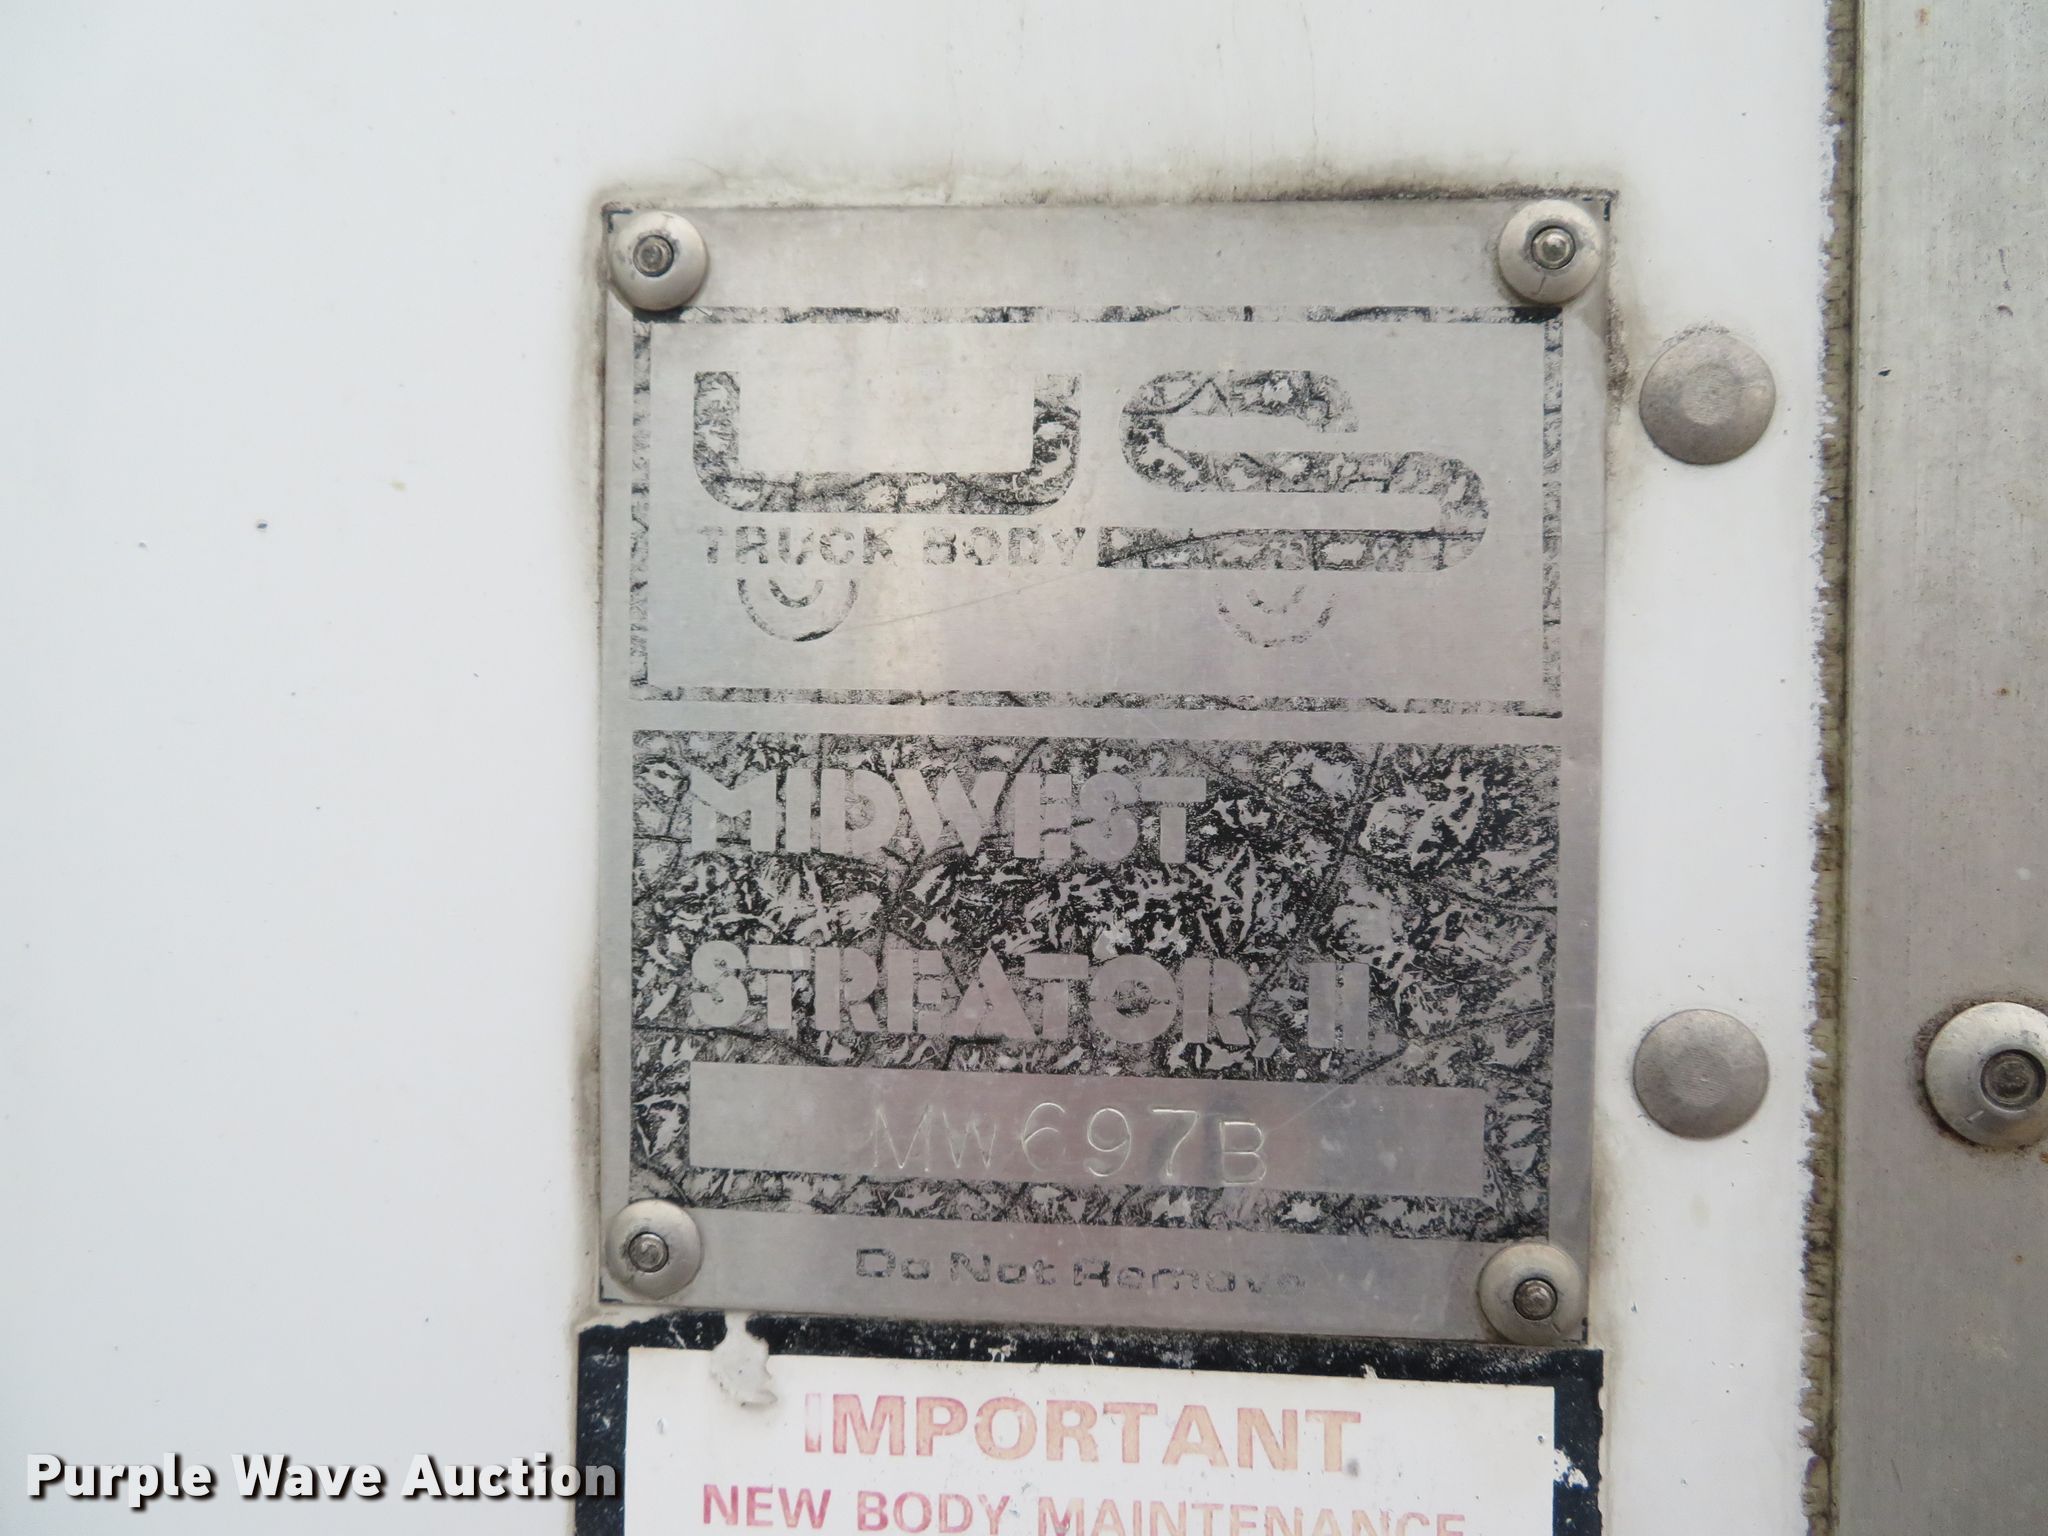 US
TRUCK BODY
MIDWEST
STREATOR, IL.
MW697B
Do Not Remove
IMPORTANT
NEW BODY MAINTENANCE
Purple Wave Auction